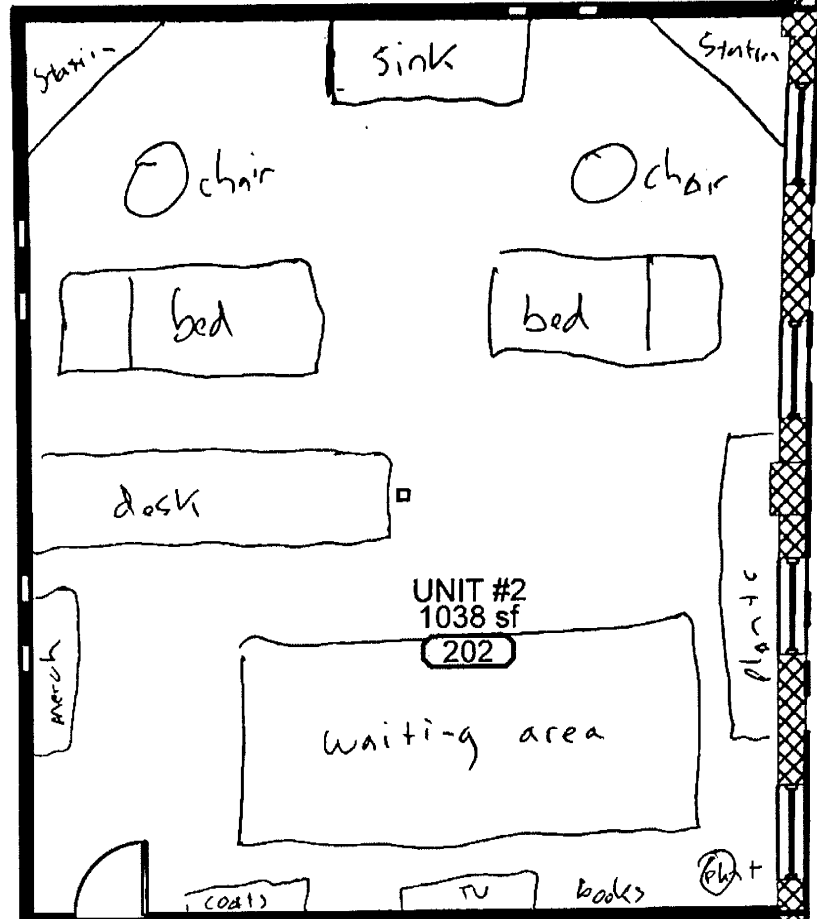 Station
sink
Station
chair
chair
bed
bed
desk
UNIT #2
1038 sf
202
plants
merch
waiting area
coats
TV
books
plant